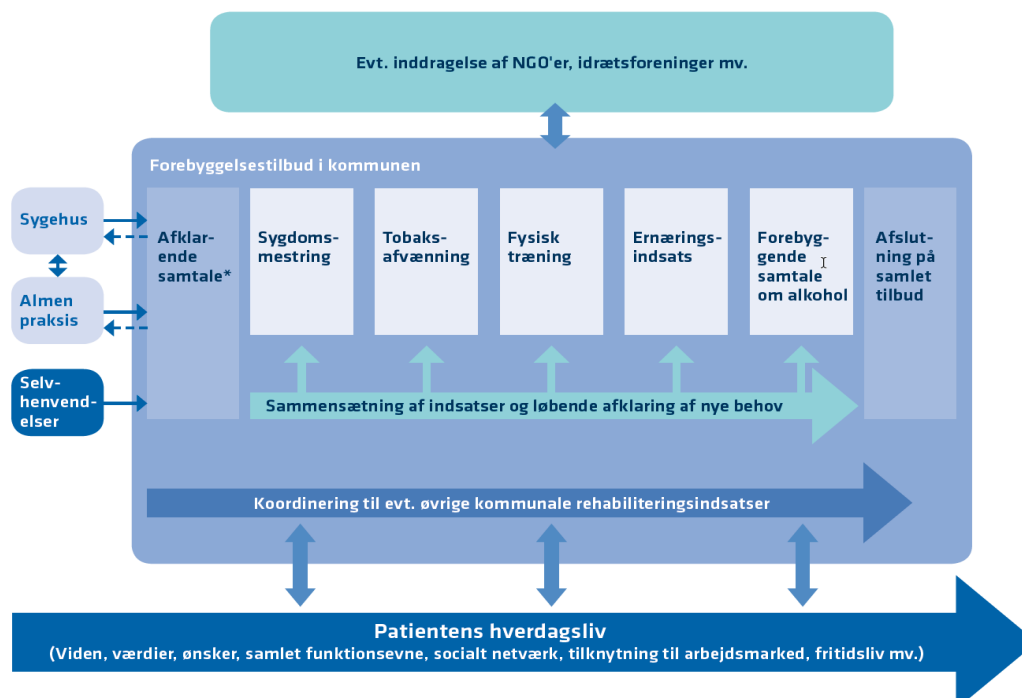 Evt. inddragelse af NGO'er, idrætsforeninger mv.
Forebyggelsestilbud i kommunen
Sygehus
Almen
praksis
Selv-
henvend-
elser
Afklar-
ende
samtale*
Sygdoms-
mestring
Tobaks-
afvænning
Fysisk
træning
Ernærings-
indsats
Forebyg-
gende
samtale
om alkohol
Afslut-
ning på
samlet
tilbud
Sammensætning af indsatser og løbende afklaring af nye behov
Koordinering til evt. øvrige kommunale rehabiliteringsindsatser
Patientens hverdagsliv
(Viden, værdier, ønsker, samlet funktionsevne, socialt netværk, tilknytning til arbejdsmarked, fritidsliv mv.)